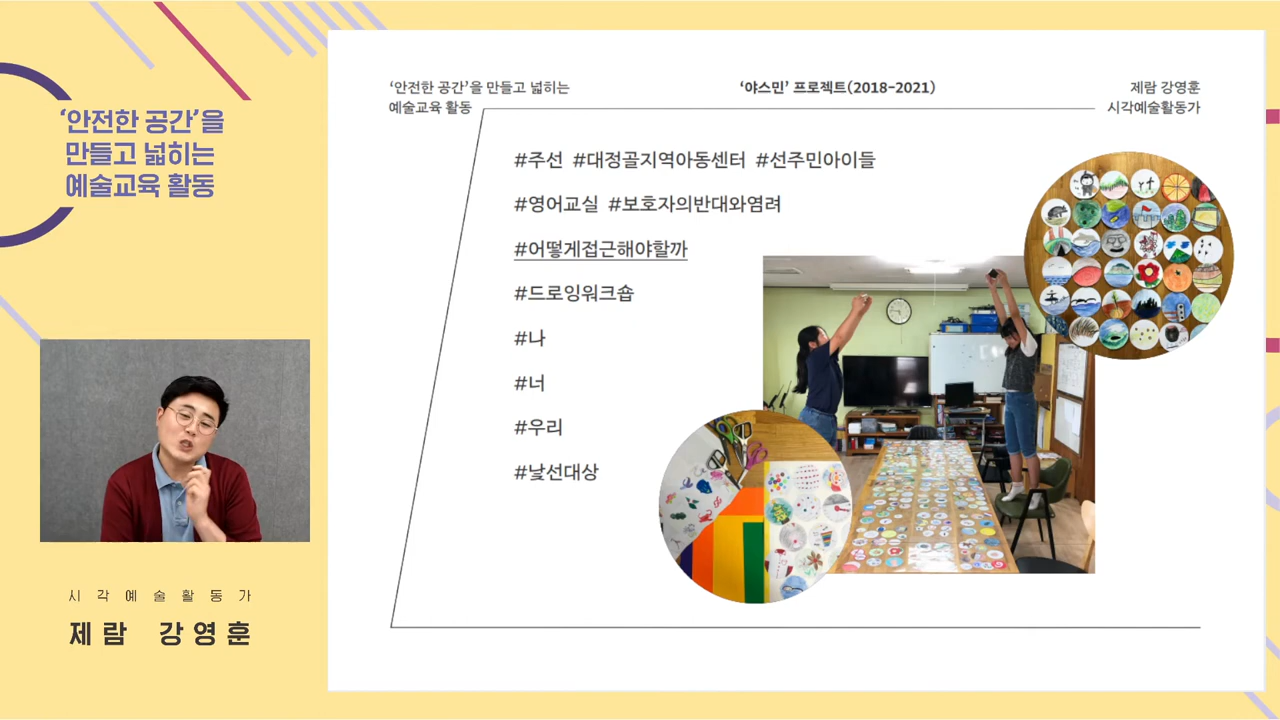 ‘안전한 공간’을
만들고 넓히는
예술교육 활동
시각예술활동가
제람 강영훈
‘안전한 공간’을 만들고 넓히는
예술교육 활동
‘야스민’ 프로젝트(2018-2021)
제람 강영훈
시각예술활동가
#주선 #대정골지역아동센터 #선주민아이들
#영어교실 #보호자의반대와염려
#어떻게접근해야할까
#드로잉워크숍
#나
#너
#우리
#낯선대상